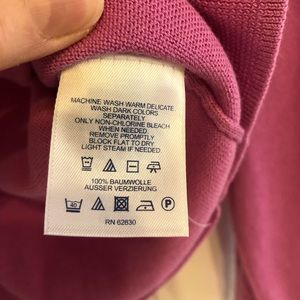 MACHINE WASH WARM DELICATE
WASH DARK COLORS
SEPARATELY
ONLY NON-CHLORINE BLEACH
WHEN NEEDED
REMOVE PROMPTLY
BLOCK FLAT TO DRY
LIGHT STEAM IF NEEDED.
100% BAUMWOLLE
AUSSER VERZIERUNG
40 P
RN 62830